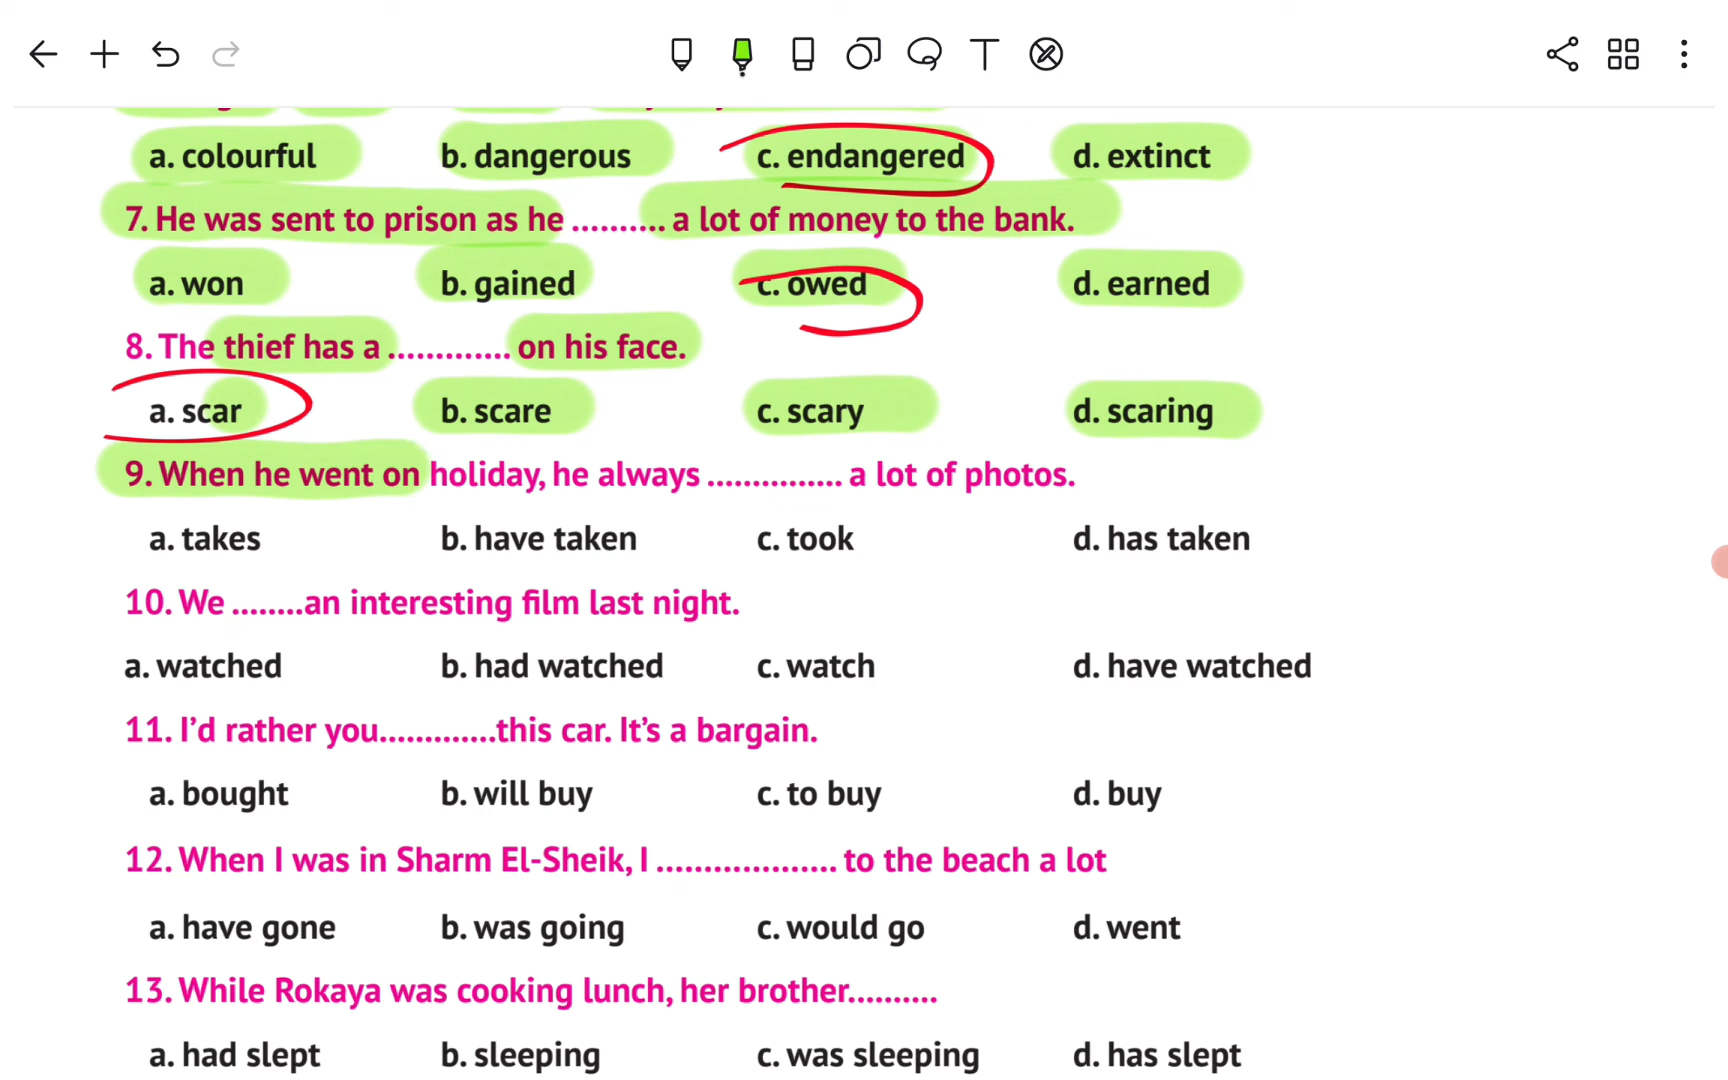 a. colourful b. dangerous c. endangered d. extinct
7. He was sent to prison as he .......... a lot of money to the bank.
a. won b. gained c. owed d. earned
8. The thief has a ............. on his face.
a. scar b. scare c. scary d. scaring
9. When he went on holiday, he always ............... a lot of photos.
a. takes b. have taken c. took d. has taken
10. We ........an interesting film last night.
a. watched b. had watched c. watch d. have watched
11. I’d rather you.............this car. It’s a bargain.
a. bought b. will buy c. to buy d. buy
12. When I was in Sharm El-Sheik, I .................... to the beach a lot
a. have gone b. was going c. would go d. went
13. While Rokaya was cooking lunch, her brother..........
a. had slept b. sleeping c. was sleeping d. has slept